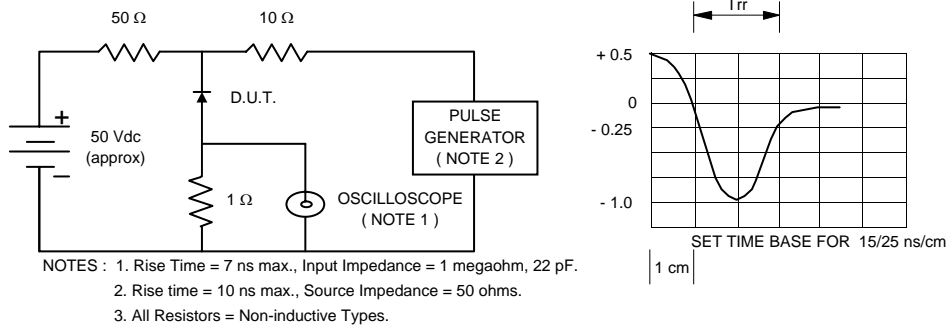 50 Ω
10 Ω
Trr
+ 0.5
D.U.T.
0
PULSE
GENERATOR
( NOTE 2 )
+
50 Vdc
(approx)
- 0.25
1 Ω
OSCILLOSCOPE
( NOTE 1 )
- 1.0
SET TIME BASE FOR 15/25 ns/cm
1 cm
NOTES : 1. Rise Time = 7 ns max., Input Impedance = 1 megaohm, 22 pF.
2. Rise time = 10 ns max., Source Impedance = 50 ohms.
3. All Resistors = Non-inductive Types.